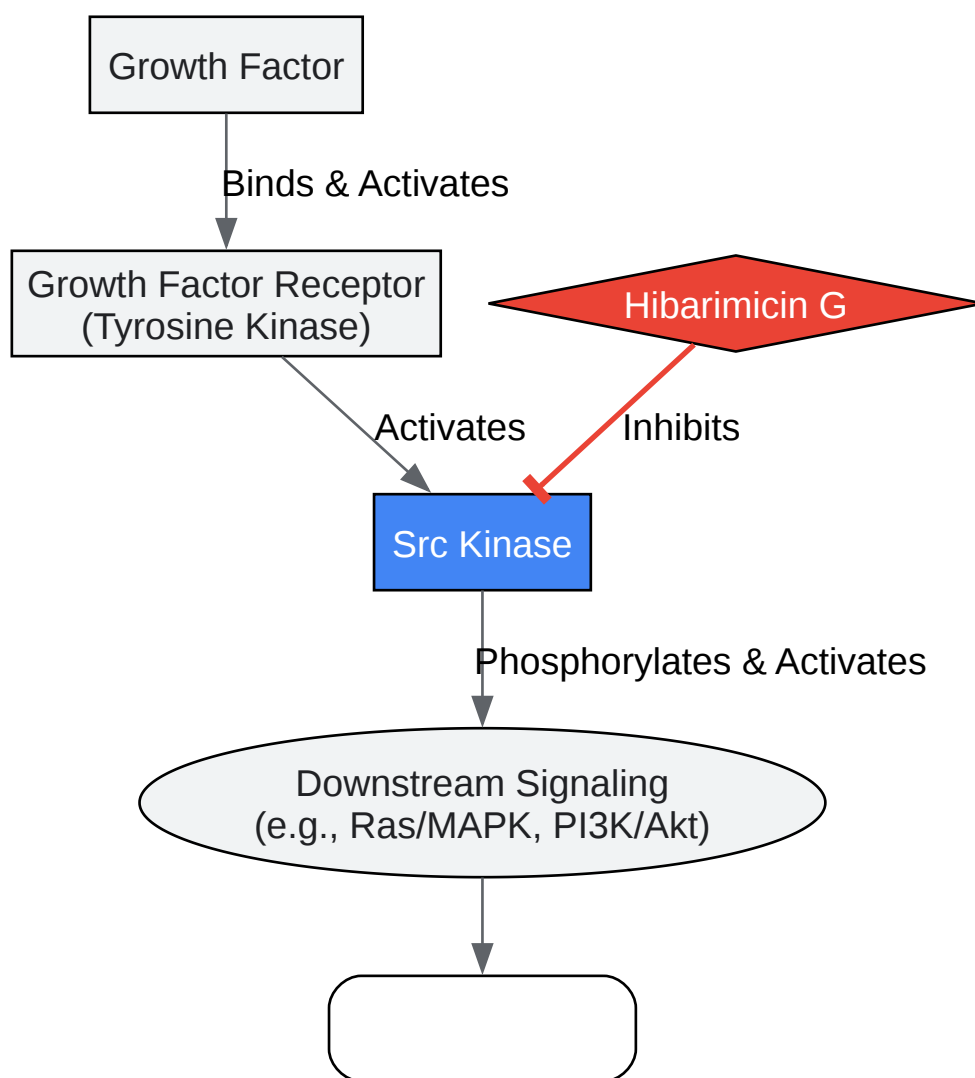 Growth Factor
Binds & Activates
Growth Factor Receptor
(Tyrosine Kinase)
Hibarimicin G
Activates
Inhibits
Src Kinase
Phosphorylates & Activates
Downstream Signaling
(e.g., Ras/MAPK, PI3K/Akt)